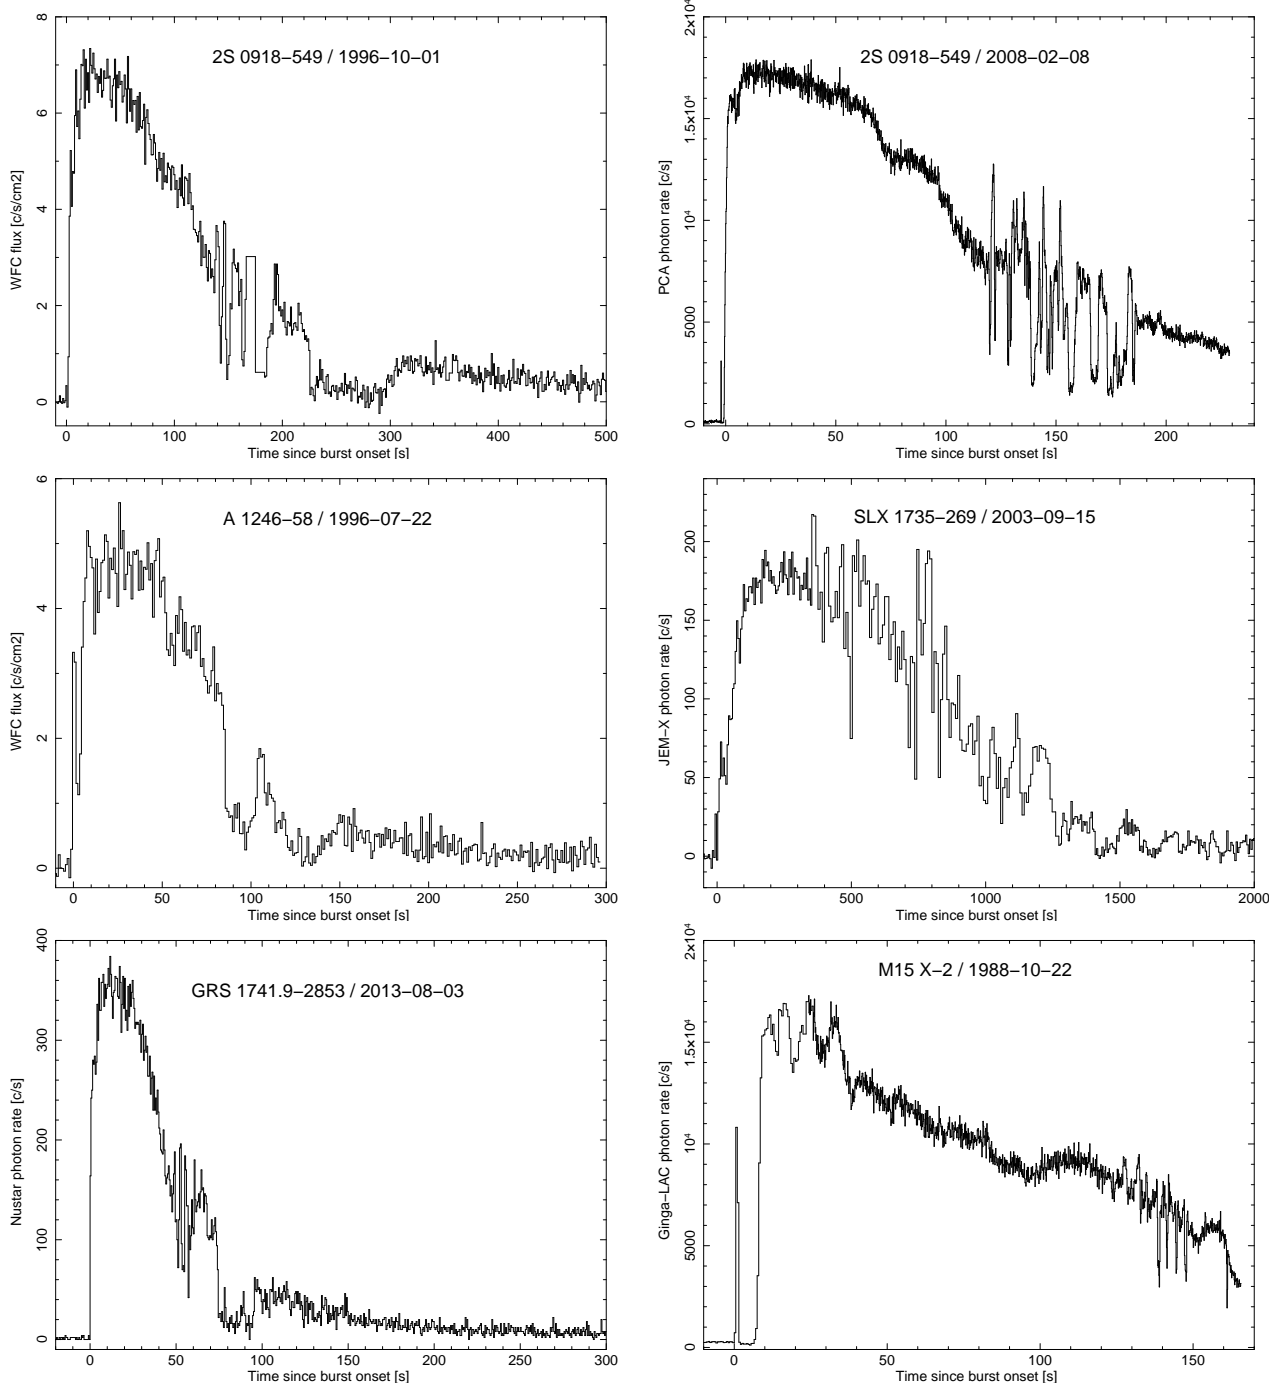 2S 0918−549 / 1996−10−01
WFC flux [c/s/cm2]
0 2 4 6 8
0 100 200 300 400 500
Time since burst onset [s]
2S 0918−549 / 2008−02−08
PCA photon rate [c/s]
0 5000 10⁴ 1.5×10⁴ 2×10⁴
0 50 100 150 200
Time since burst onset [s]
A 1246−58 / 1996−07−22
WFC flux [c/s/cm2]
0 2 4 6
0 50 100 150 200 250 300
Time since burst onset [s]
SLX 1735−269 / 2003−09−15
JEM−X photon rate [c/s]
0 50 100 150 200
0 500 1000 1500 2000
Time since burst onset [s]
GRS 1741.9−2853 / 2013−08−03
Nustar photon rate [c/s]
0 100 200 300 400
0 50 100 150 200 250 300
Time since burst onset [s]
M15 X−2 / 1988−10−22
Ginga−LAC photon rate [c/s]
0 5000 10⁴ 1.5×10⁴ 2×10⁴
0 50 100 150
Time since burst onset [s]